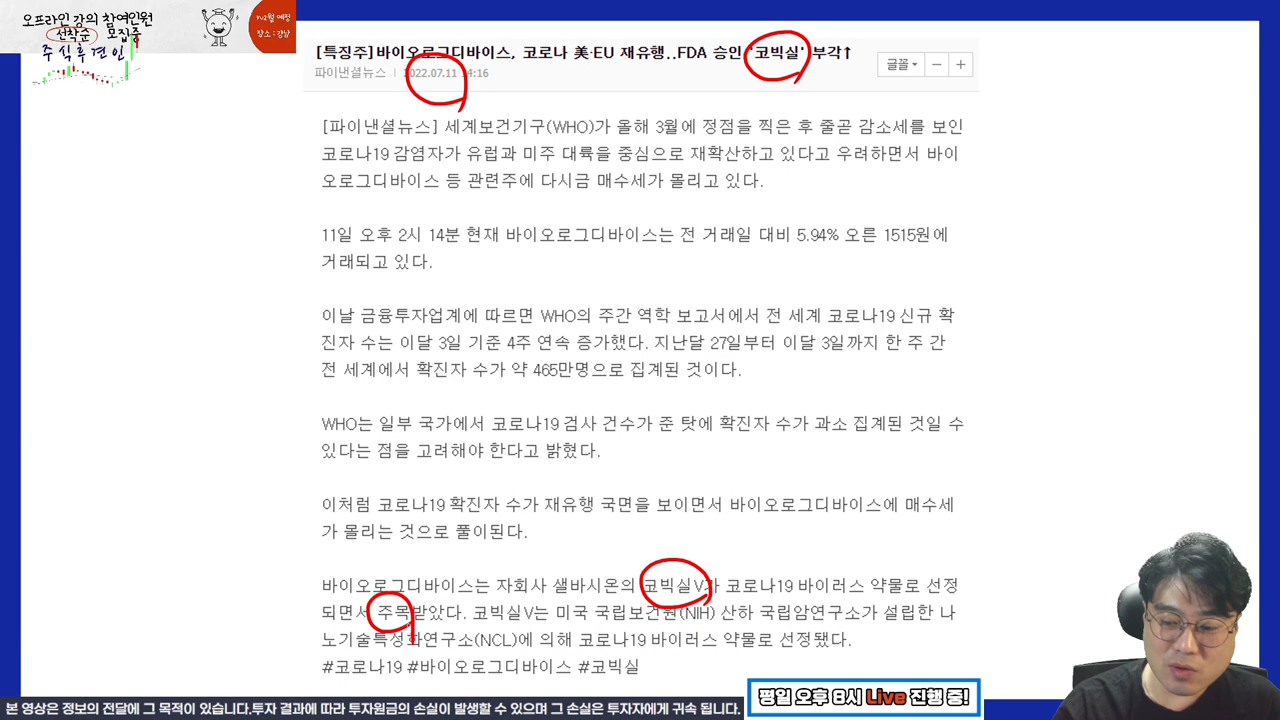 오프라인 강의 참여인원
선착순 모집중
주식후견인
n2월 예정
장소 : 강남
[특징주]바이오로그디바이스, 코로나 美·EU 재유행..FDA 승인 '코빅실' 부각↑
파이낸셜뉴스 | 2022.07.11 14:16
글꼴 - +
[파이낸셜뉴스] 세계보건기구(WHO)가 올해 3월에 정점을 찍은 후 줄곧 감소세를 보인
코로나19 감염자가 유럽과 미주 대륙을 중심으로 재확산하고 있다고 우려하면서 바이
오로그디바이스 등 관련주에 다시금 매수세가 몰리고 있다.
11일 오후 2시 14분 현재 바이오로그디바이스는 전 거래일 대비 5.94% 오른 1515원에
거래되고 있다.
이날 금융투자업계에 따르면 WHO의 주간 역학 보고서에서 전 세계 코로나19 신규 확
진자 수는 이달 3일 기준 4주 연속 증가했다. 지난달 27일부터 이달 3일까지 한 주 간
전 세계에서 확진자 수가 약 465만명으로 집계된 것이다.
WHO는 일부 국가에서 코로나19 검사 건수가 준 탓에 확진자 수가 과소 집계된 것일 수
있다는 점을 고려해야 한다고 밝혔다.
이처럼 코로나19 확진자 수가 재유행 국면을 보이면서 바이오로그디바이스에 매수세
가 몰리는 것으로 풀이된다.
바이오로그디바이스는 자회사 샐바시온의 코빅실V가 코로나19 바이러스 약물로 선정
되면서 주목받았다. 코빅실V는 미국 국립보건원(NIH) 산하 국립암연구소가 설립한 나
노기술특성화연구소(NCL)에 의해 코로나19 바이러스 약물로 선정됐다.
#코로나19 #바이오로그디바이스 #코빅실
평일 오후 8시 Live 진행 중!
본 영상은 정보의 전달에 그 목적이 있습니다.투자 결과에 따라 투자원금의 손실이 발생할 수 있으며 그 손실은 투자자에게 귀속 됩니다.